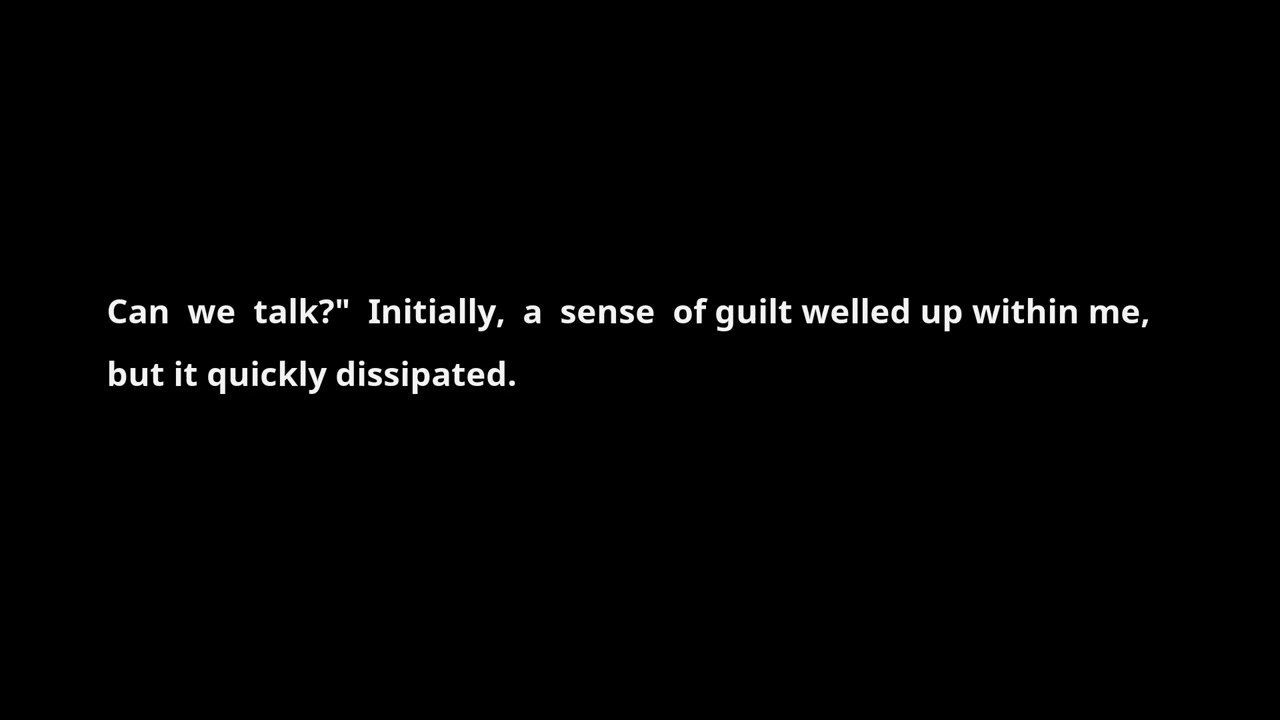 Can we talk?" Initially, a sense of guilt welled up within me,
but it quickly dissipated.